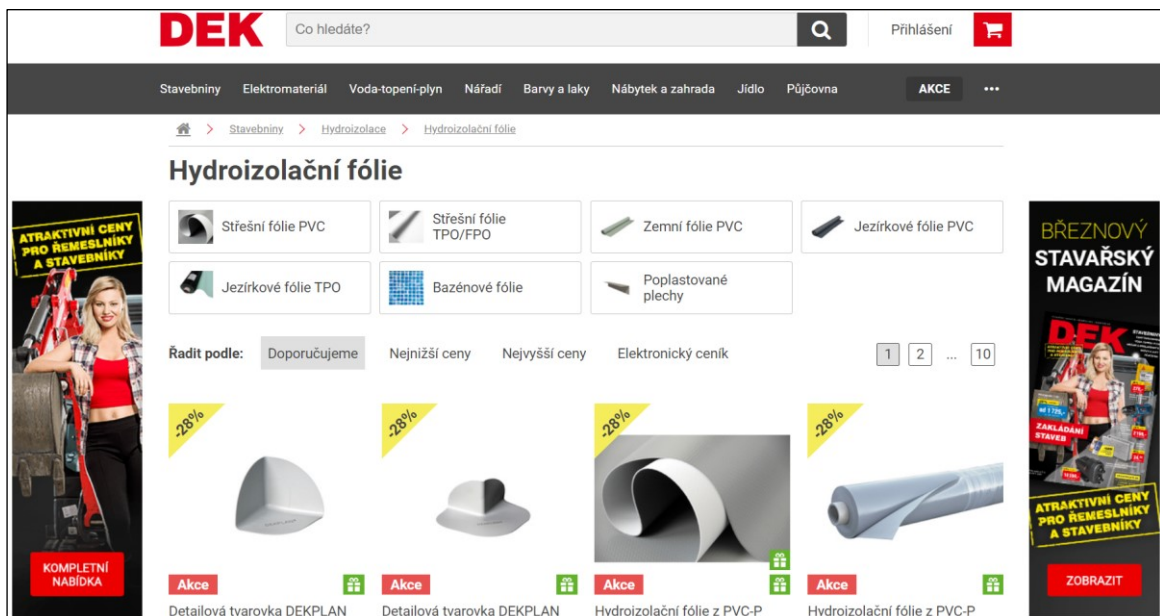 DEK
Co hledáte?
Přihlášení
Stavebniny Elektromateriál Voda-topení-plyn Nářadí Barvy a laky Nábytek a zahrada Jídlo Půjčovna AKCE
Stavebniny > Hydroizolace > Hydroizolační fólie
Hydroizolační fólie
Střešní fólie PVC
Střešní fólie
TPO/FPO
Zemní fólie PVC
Jezírkové fólie PVC
Jezírkové fólie TPO
Bazénové fólie
Poplastované
plechy
Řadit podle: Doporučujeme Nejnižší ceny Nejvyšší ceny Elektronický ceník 1 2 ... 10
-28% -28% -28% -28%
DEKPLAN
Akce Akce Akce Akce
Detailová tvarovka DEKPLAN
Detailová tvarovka DEKPLAN
Hydroizolační fólie z PVC-P
Hydroizolační fólie z PVC-P
ATRAKTIVNÍ CENY
PRO ŘEMESLNÍKY
A STAVEBNÍKY
KOMPLETNÍ
NABÍDKA
BŘEZNOVÝ
STAVAŘSKÝ
MAGAZÍN
DEK
ZAKLÁDÁNÍ
STAVEB
ATRAKTIVNÍ CENY
PRO ŘEMESLNÍKY
A STAVEBNÍKY
ZOBRAZIT